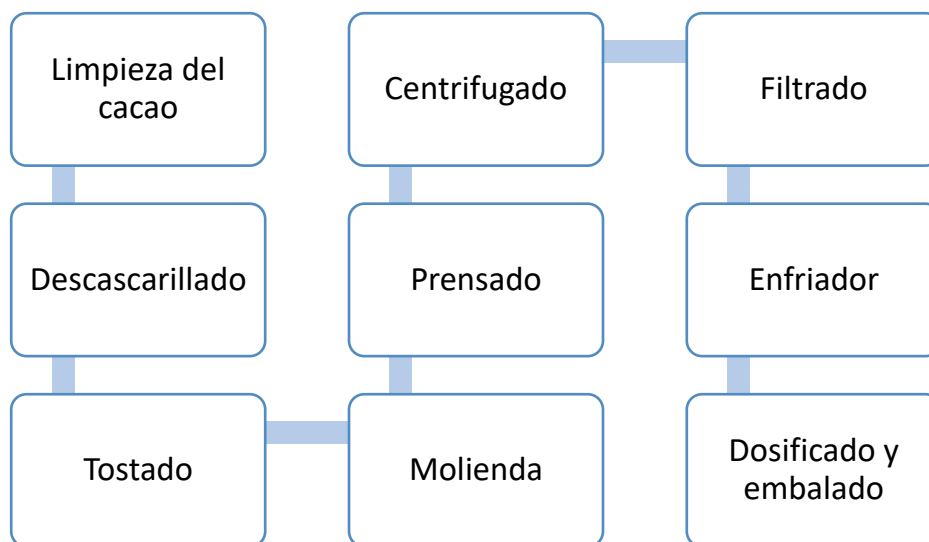 Limpieza del
cacao
Descascarillado
Tostado
Molienda
Prensado
Centrifugado
Filtrado
Enfriador
Dosificado y
embalado